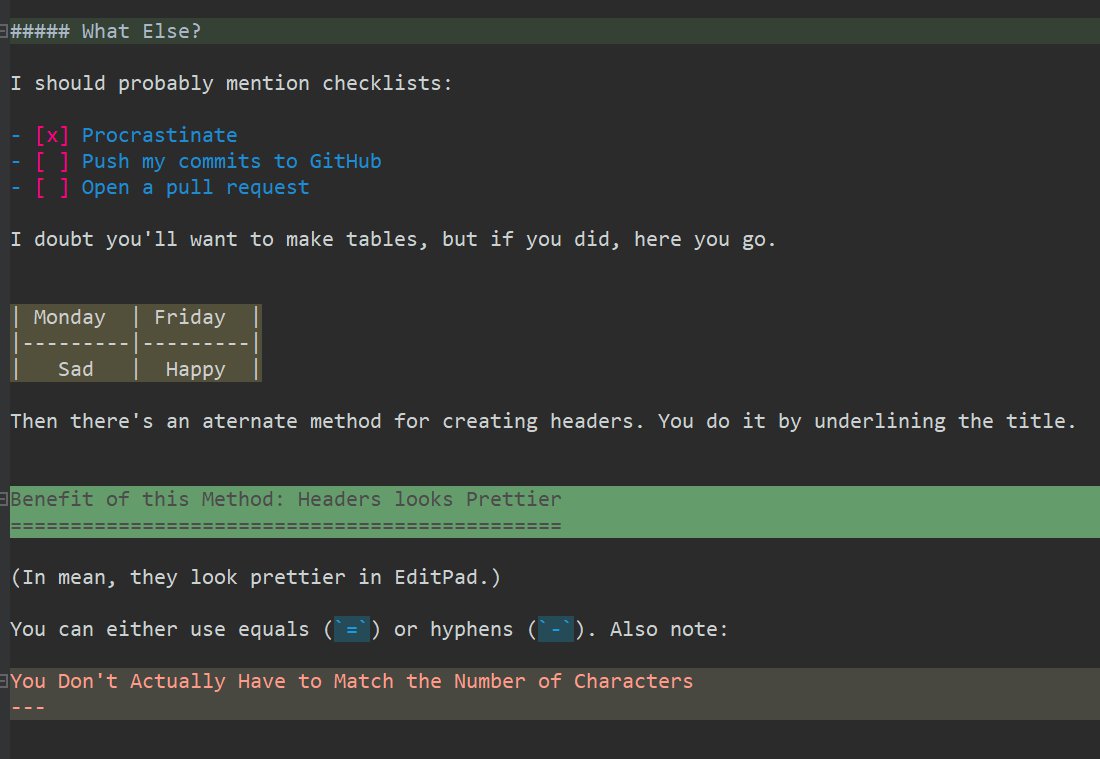 ##### What Else?
I should probably mention checklists:
- [x] Procrastinate
- [ ] Push my commits to GitHub
- [ ] Open a pull request
I doubt you'll want to make tables, but if you did, here you go.
| Monday  | Friday  |
|---------|---------|
|   Sad   |  Happy  |
Then there's an aternate method for creating headers. You do it by underlining the title.
Benefit of this Method: Headers looks Prettier
==============================================
(In mean, they look prettier in EditPad.)
You can either use equals (`=`) or hyphens (`-`). Also note:
You Don't Actually Have to Match the Number of Characters
---